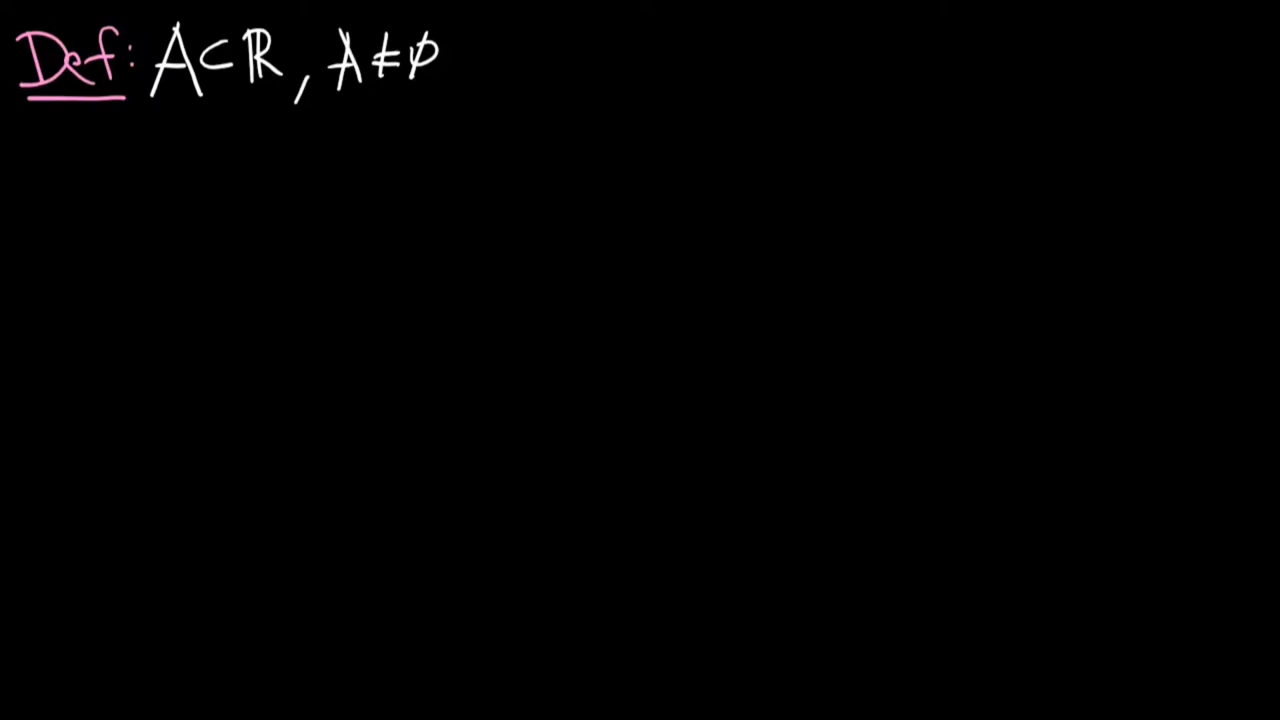 Def: A ⊂ ℝ, A ≠ ∅